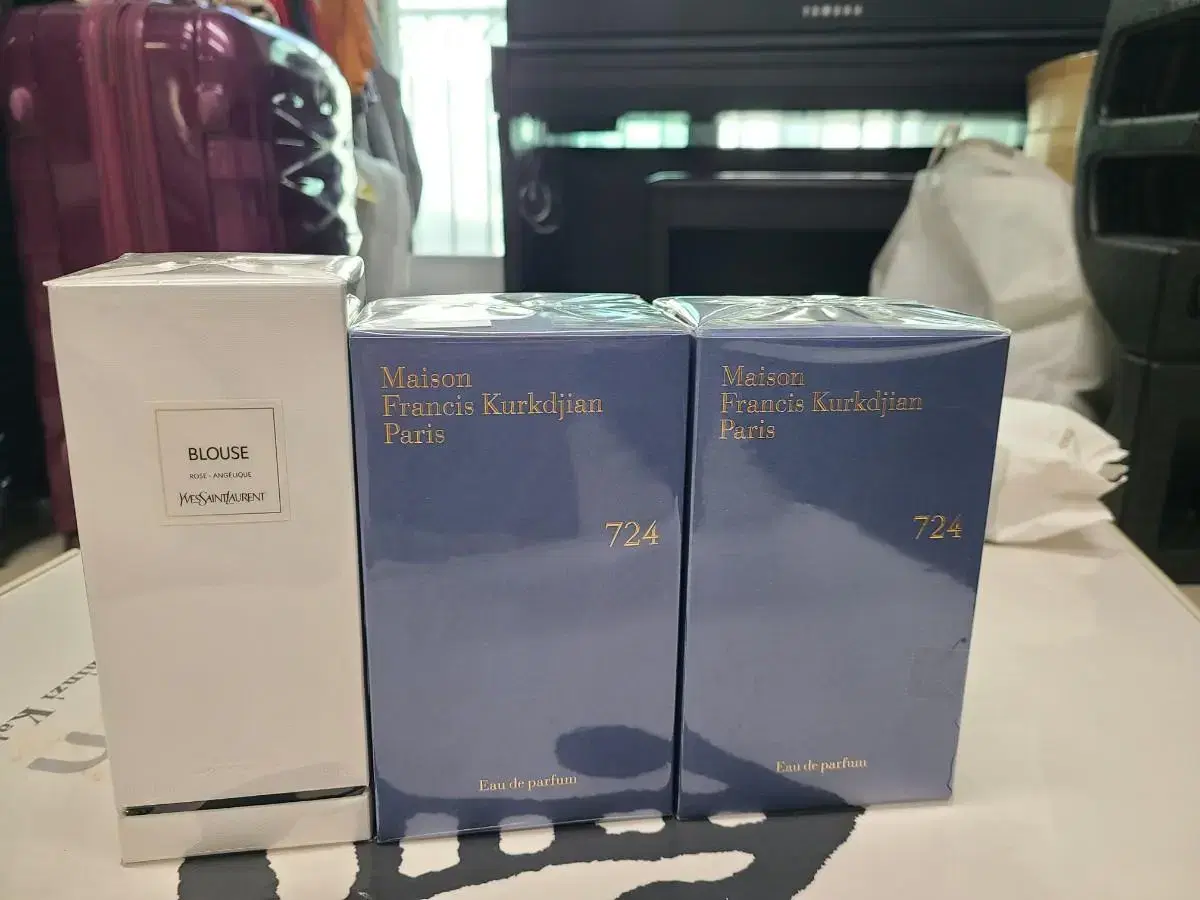 YAMAHA
BLOUSE
ROSE - ANGÉLIQUE
YVESSAINTLAURENT
Maison
Francis Kurkdjian
Paris
724
Eau de parfum
Maison
Francis Kurkdjian
Paris
724
Eau de parfum